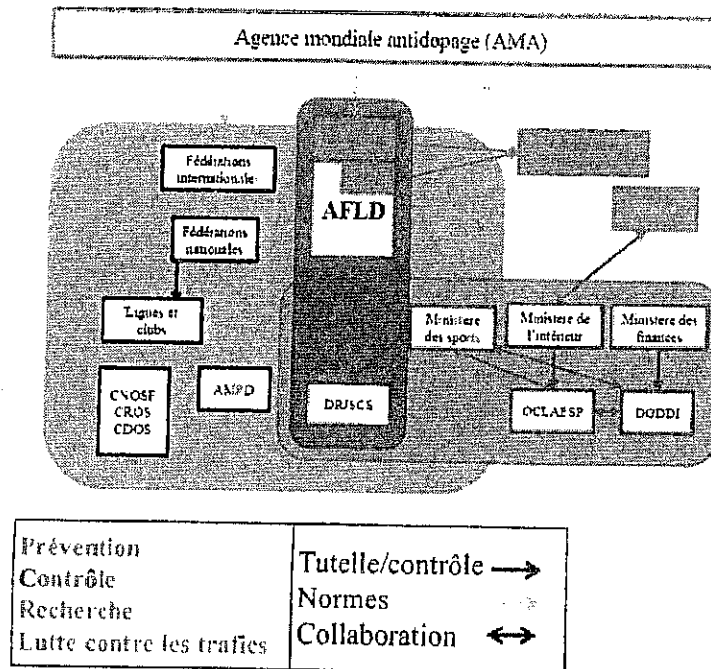 Agence mondiale antidopage (AMA)
Fédérations
internationales
AFLD
Fédérations
nationales
Ligues et
clubs
Ministère
des sports
Ministère de
l'intérieur
Ministère des
finances
CNOSF
CROS
CDOS
AMPD
DRJSCS
OCLAESP
DGDDI
Prévention
Contrôle
Recherche
Lutte contre les trafics
Tutelle/contrôle
Normes
Collaboration